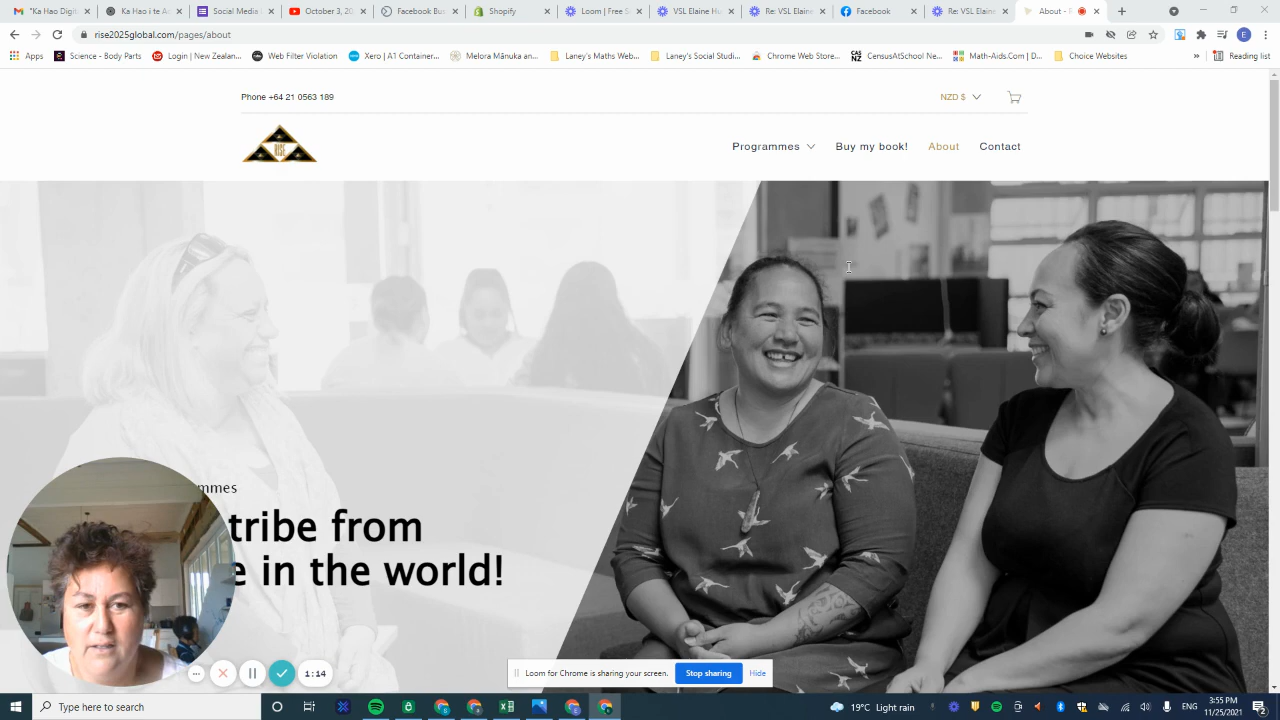 "Ka Hao Digit
Ka Hao i te Ao
Social Media
October 3, 20
Facebook Bus
Shopify
Loom | Free S
VSL Elaine Hu
Re: VSL Elaine
Facebook
Re: VSL Elaine
About - R
rise2025global.com/pages/about
E
Apps
Science - Body Parts
Login | New Zealan...
Web Filter Violation
Xero | A1 Container...
Melora Mānuka an...
Laney's Maths Web...
Laney's Social Studi...
Chrome Web Store...
CensusAtSchool Ne...
Math-Aids.Com | D...
Choice Websites
»
Reading list
Phone +64 21 0563 189
NZD $
RISE
Programmes
Buy my book!
About
Contact
mmes
tribe from
e in the world!
1:14
Loom for Chrome is sharing your screen.
Stop sharing
Hide
Type here to search
19°C Light rain
ENG
3:55 PM
11/25/2021
2